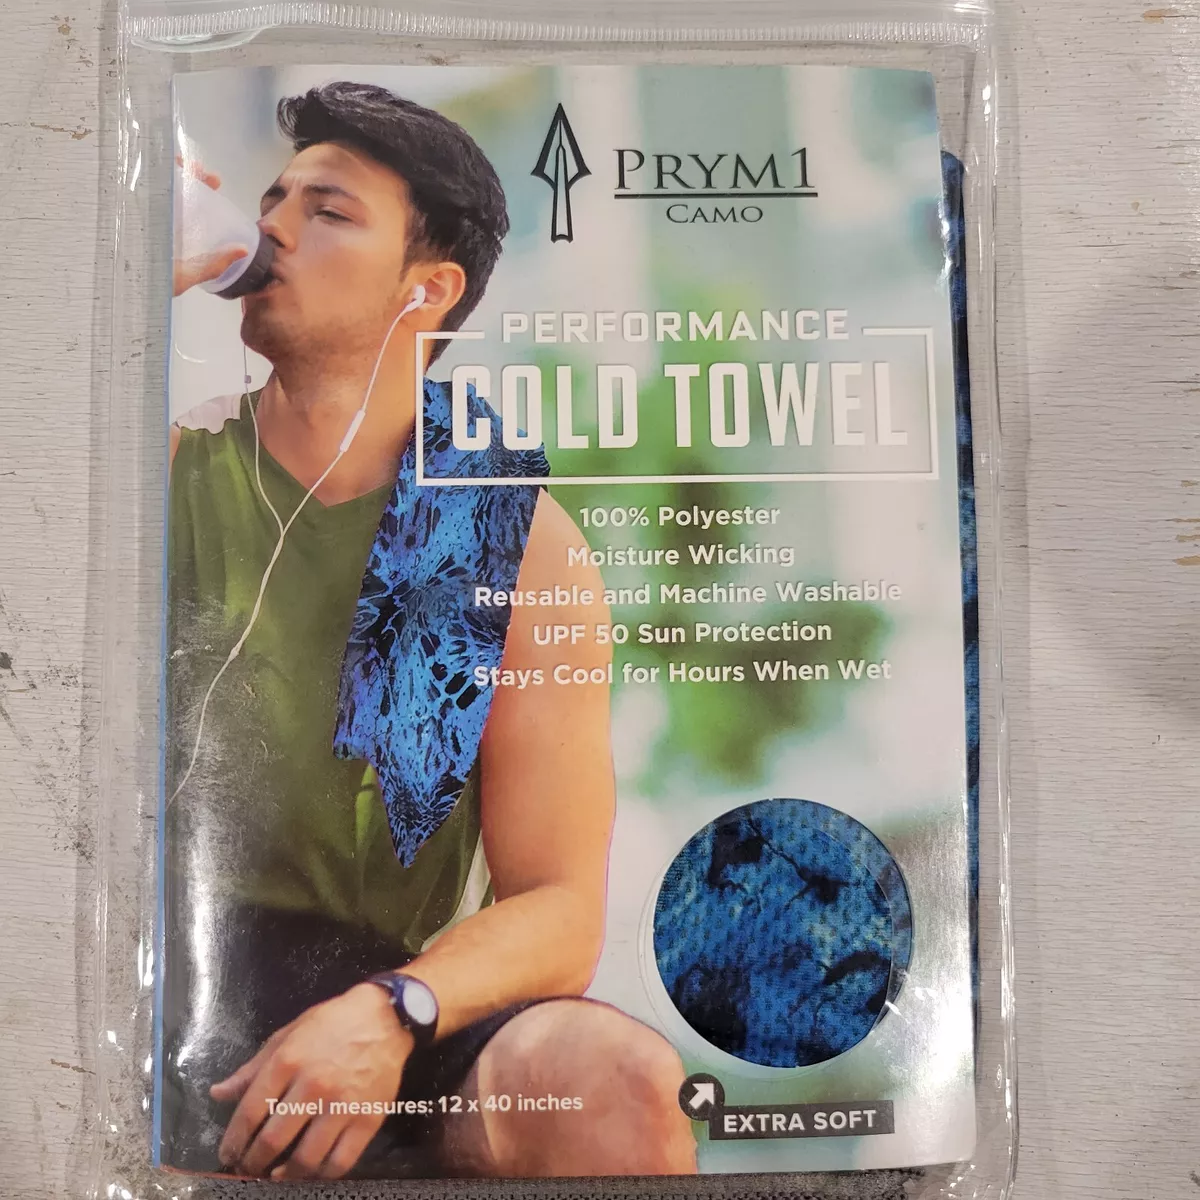 PRYM1
CAMO
PERFORMANCE
COLD TOWEL
100% Polyester
Moisture Wicking
Reusable and Machine Washable
UPF 50 Sun Protection
Stays Cool for Hours When Wet
Towel measures: 12 x 40 inches
EXTRA SOFT